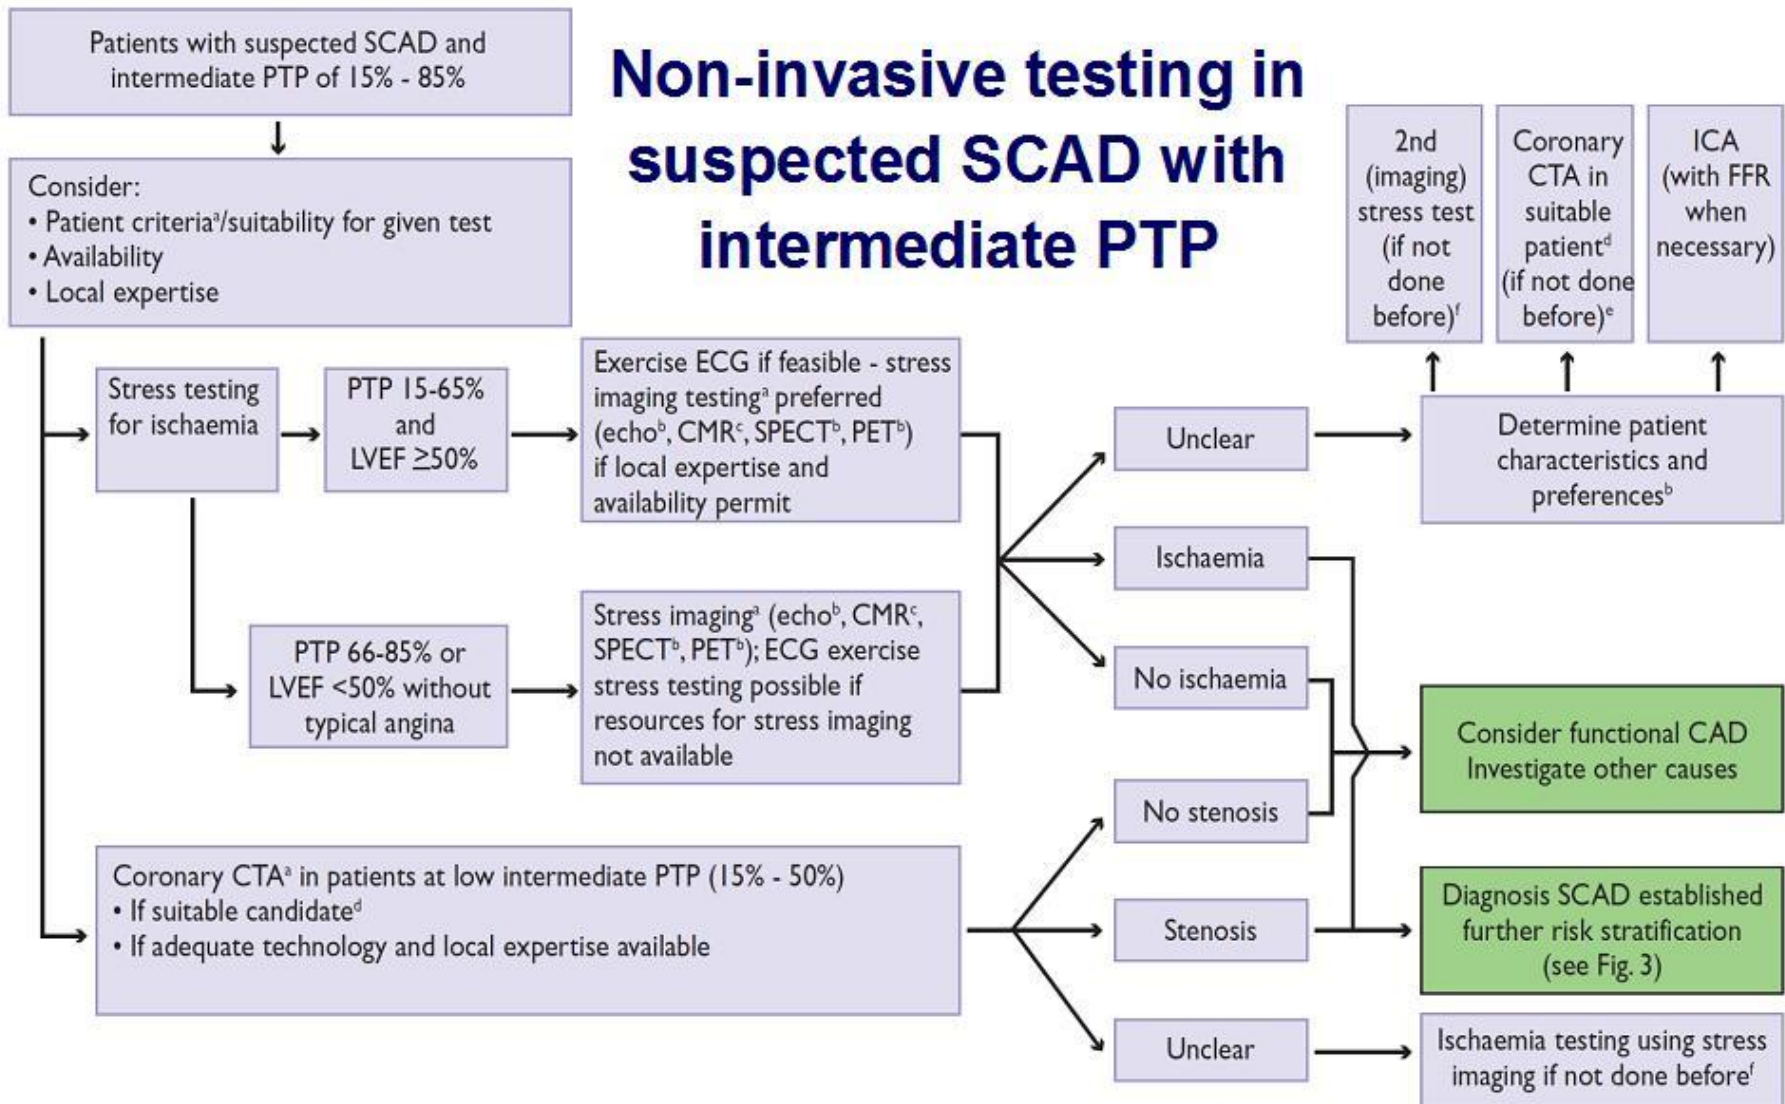 Patients with suspected SCAD and
intermediate PTP of 15% - 85%
Non-invasive testing in
suspected SCAD with
intermediate PTP
Consider:
• Patient criteriaᵃ/suitability for given test
• Availability
• Local expertise
2nd
(imaging)
stress test
(if not
done
before)ᶠ
Coronary
CTA in
suitable
patientᵈ
(if not done
before)ᵉ
ICA
(with FFR
when
necessary)
Stress testing
for ischaemia
PTP 15-65%
and
LVEF ≥50%
Exercise ECG if feasible - stress
imaging testingᵃ preferred
(echoᵇ, CMRᶜ, SPECTᵇ, PETᵇ)
if local expertise and
availability permit
Unclear
Determine patient
characteristics and
preferencesᵇ
Ischaemia
PTP 66-85% or
LVEF <50% without
typical angina
Stress imagingᵃ (echoᵇ, CMRᶜ,
SPECTᵇ, PETᵇ); ECG exercise
stress testing possible if
resources for stress imaging
not available
No ischaemia
Consider functional CAD
Investigate other causes
No stenosis
Coronary CTAᵃ in patients at low intermediate PTP (15% - 50%)
• If suitable candidateᵈ
• If adequate technology and local expertise available
Stenosis
Diagnosis SCAD established
further risk stratification
(see Fig. 3)
Unclear
Ischaemia testing using stress
imaging if not done beforeᶠ